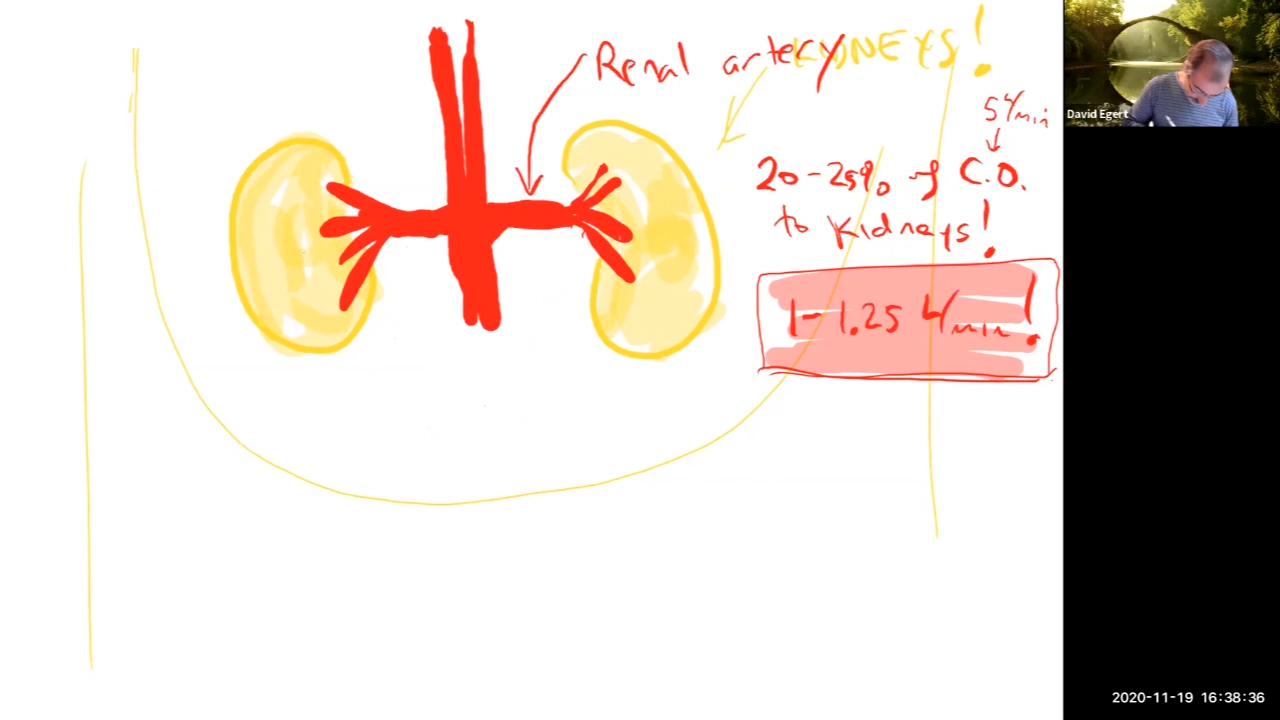 KIDNEYS!
Renal artery
5 L/min
20-25% of C.O.
to kidneys!
1-1.25 L/min!
David Egert
2020-11-19 16:38:36